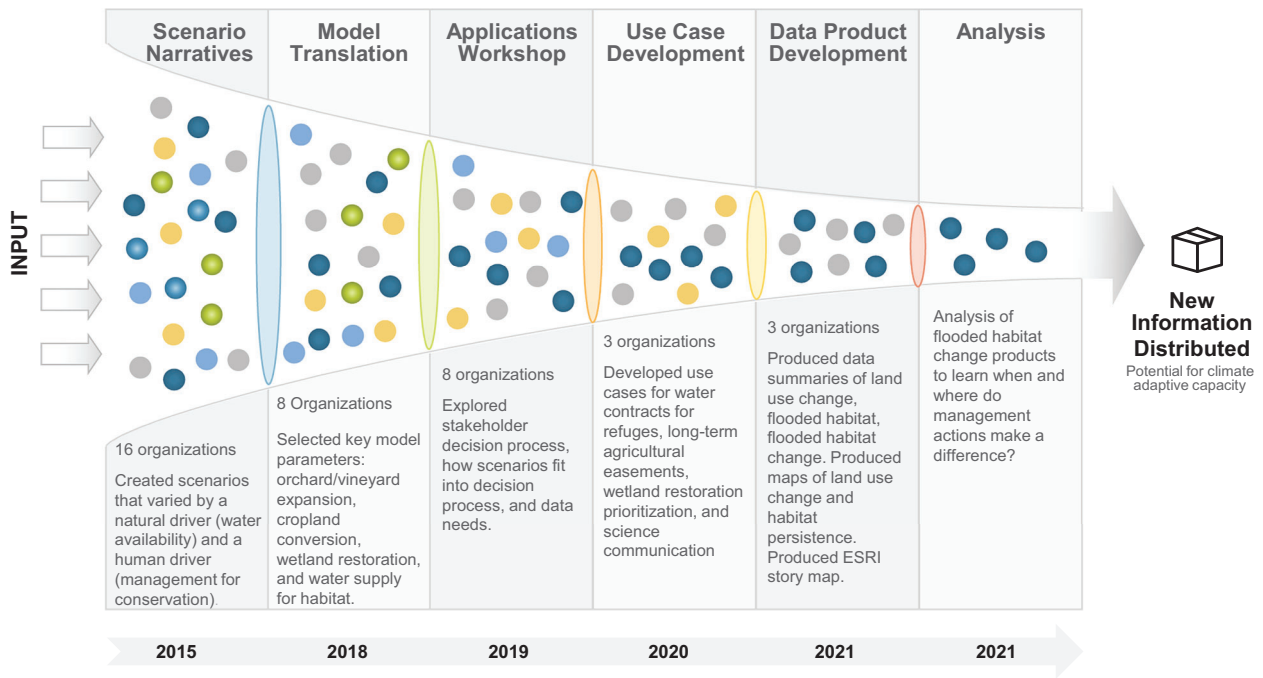 Scenario
Narratives
Model
Translation
Applications
Workshop
Use Case
Development
Data Product
Development
Analysis
INPUT
16 organizations
Created scenarios
that varied by a
natural driver (water
availability) and a
human driver
(management for
conservation).
8 Organizations
Selected key model
parameters:
orchard/vineyard
expansion,
cropland
conversion,
wetland restoration,
and water supply
for habitat.
8 organizations
Explored
stakeholder
decision process,
how scenarios fit
into decision
process, and data
needs.
3 organizations
Developed use
cases for water
contracts for
refuges, long-term
agricultural
easements,
wetland restoration
prioritization, and
science
communication
3 organizations
Produced data
summaries of land
use change,
flooded habitat,
flooded habitat
change. Produced
maps of land use
change and
habitat
persistence.
Produced ESRI
story map.
Analysis of
flooded habitat
change products
to learn when and
where do
management
actions make a
difference?
New
Information
Distributed
Potential for climate
adaptive capacity
2015
2018
2019
2020
2021
2021